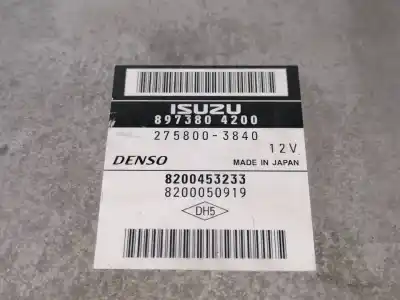 ISUZU
897380 4200
275800-3840
12V
DENSO
MADE IN JAPAN
8200453233
8200050919
DH5